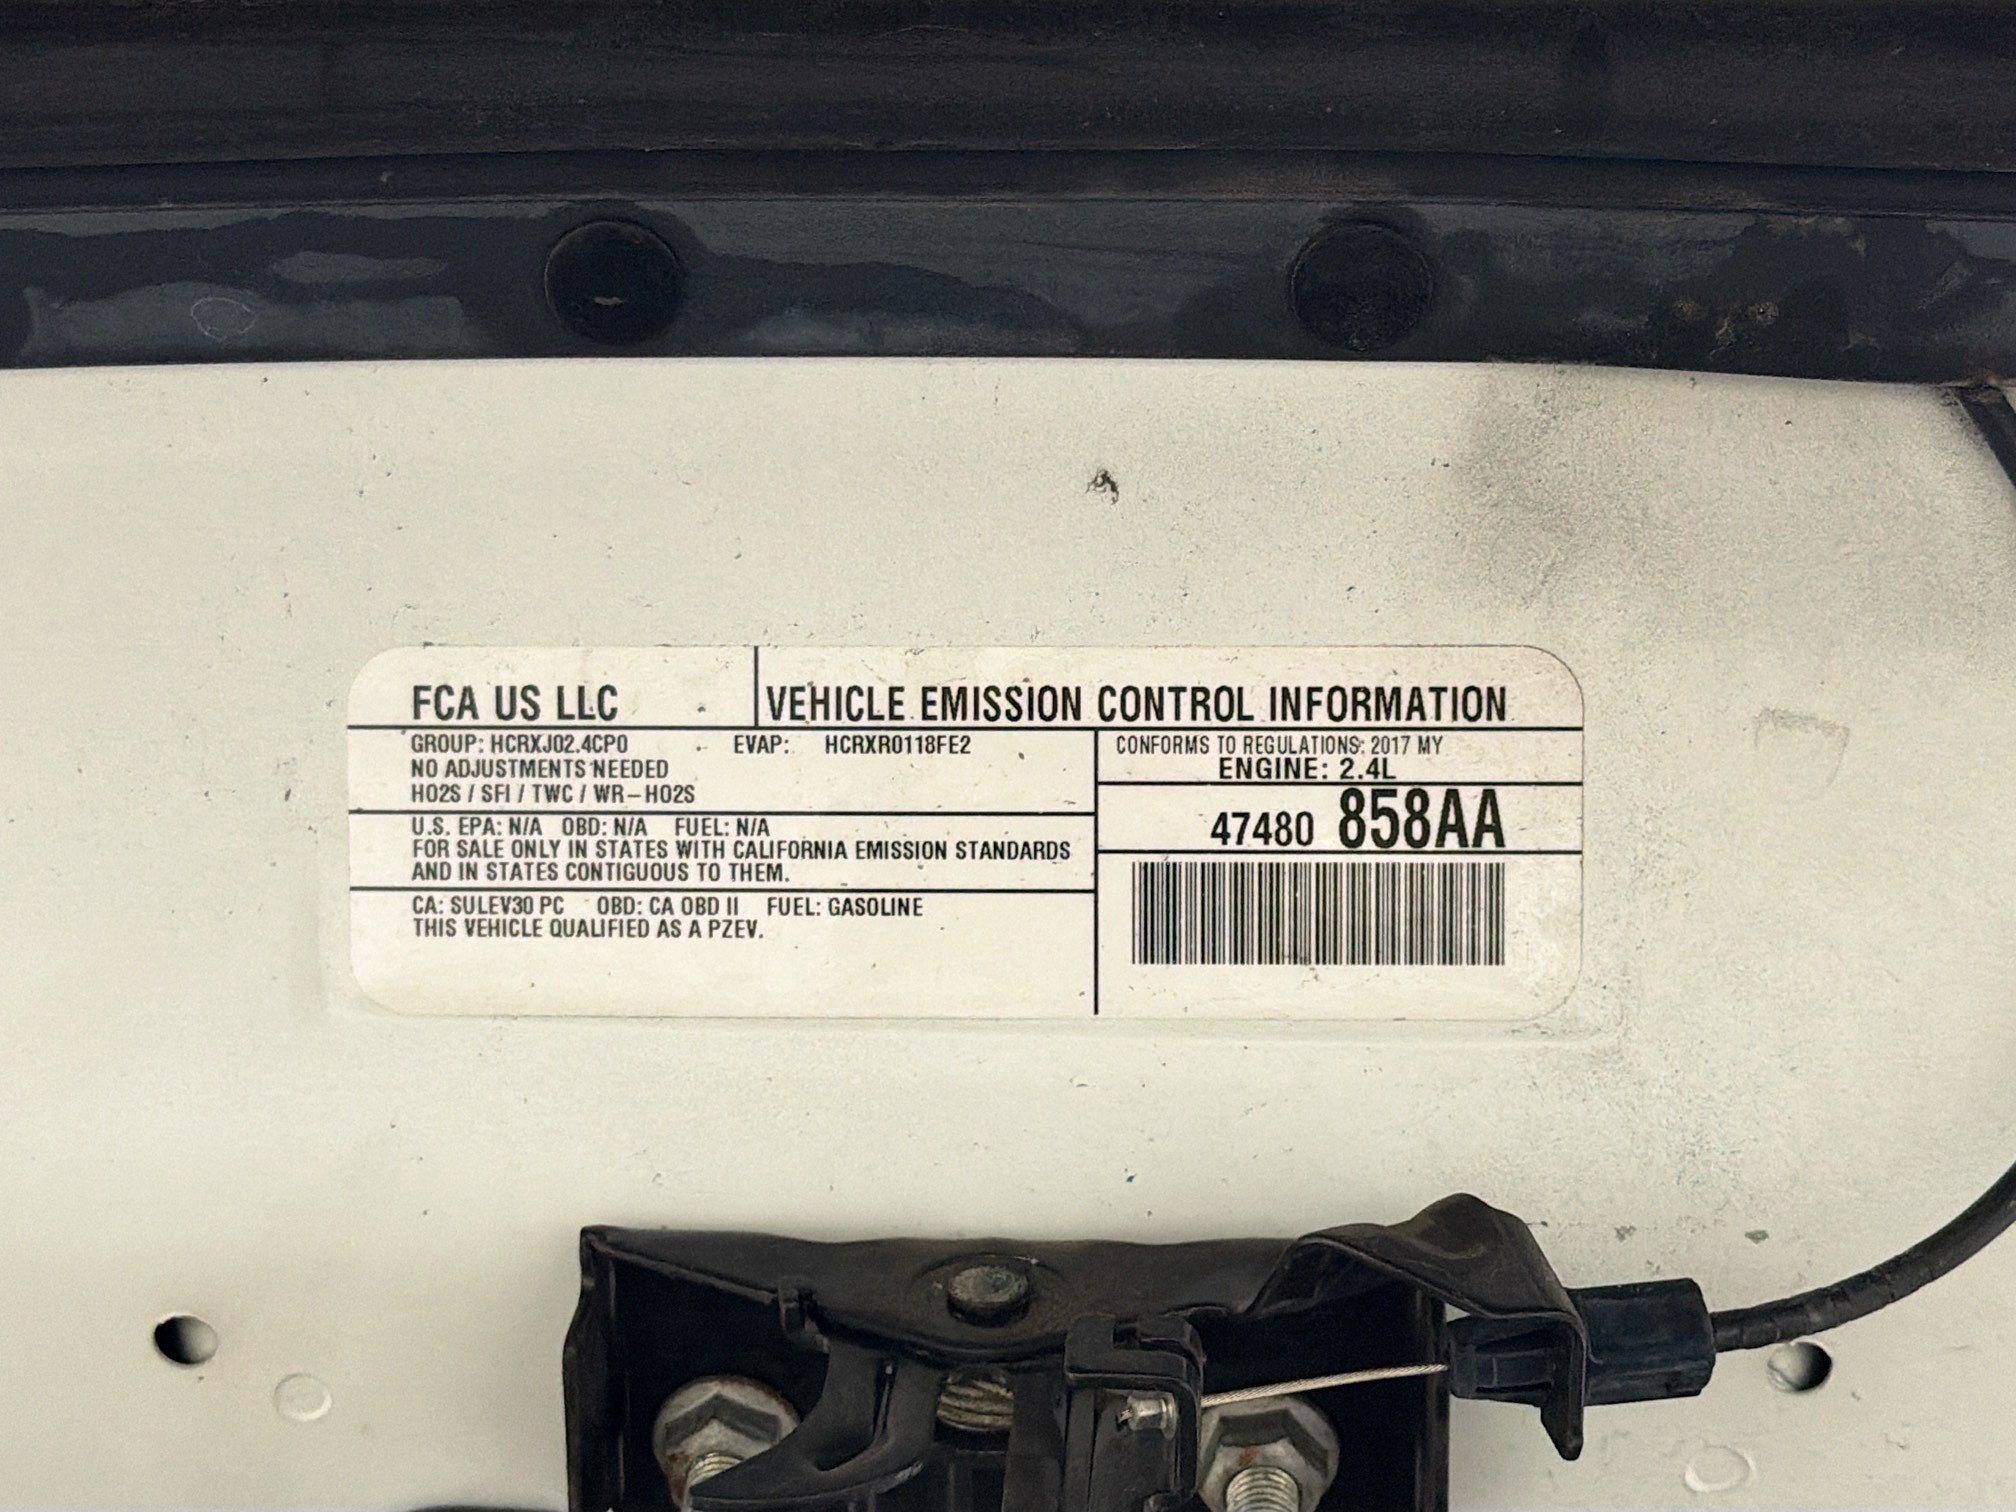 FCA US LLC VEHICLE EMISSION CONTROL INFORMATION
GROUP: HCRXJ02.4CP0 EVAP: HCRXR0118FE2
NO ADJUSTMENTS NEEDED
HO2S / SFI / TWC / WR-HO2S
CONFORMS TO REGULATIONS: 2017 MY
ENGINE: 2.4L
47480 858AA
U.S. EPA: N/A OBD: N/A FUEL: N/A
FOR SALE ONLY IN STATES WITH CALIFORNIA EMISSION STANDARDS
AND IN STATES CONTIGUOUS TO THEM.
CA: SULEV30 PC OBD: CA OBD II FUEL: GASOLINE
THIS VEHICLE QUALIFIED AS A PZEV.